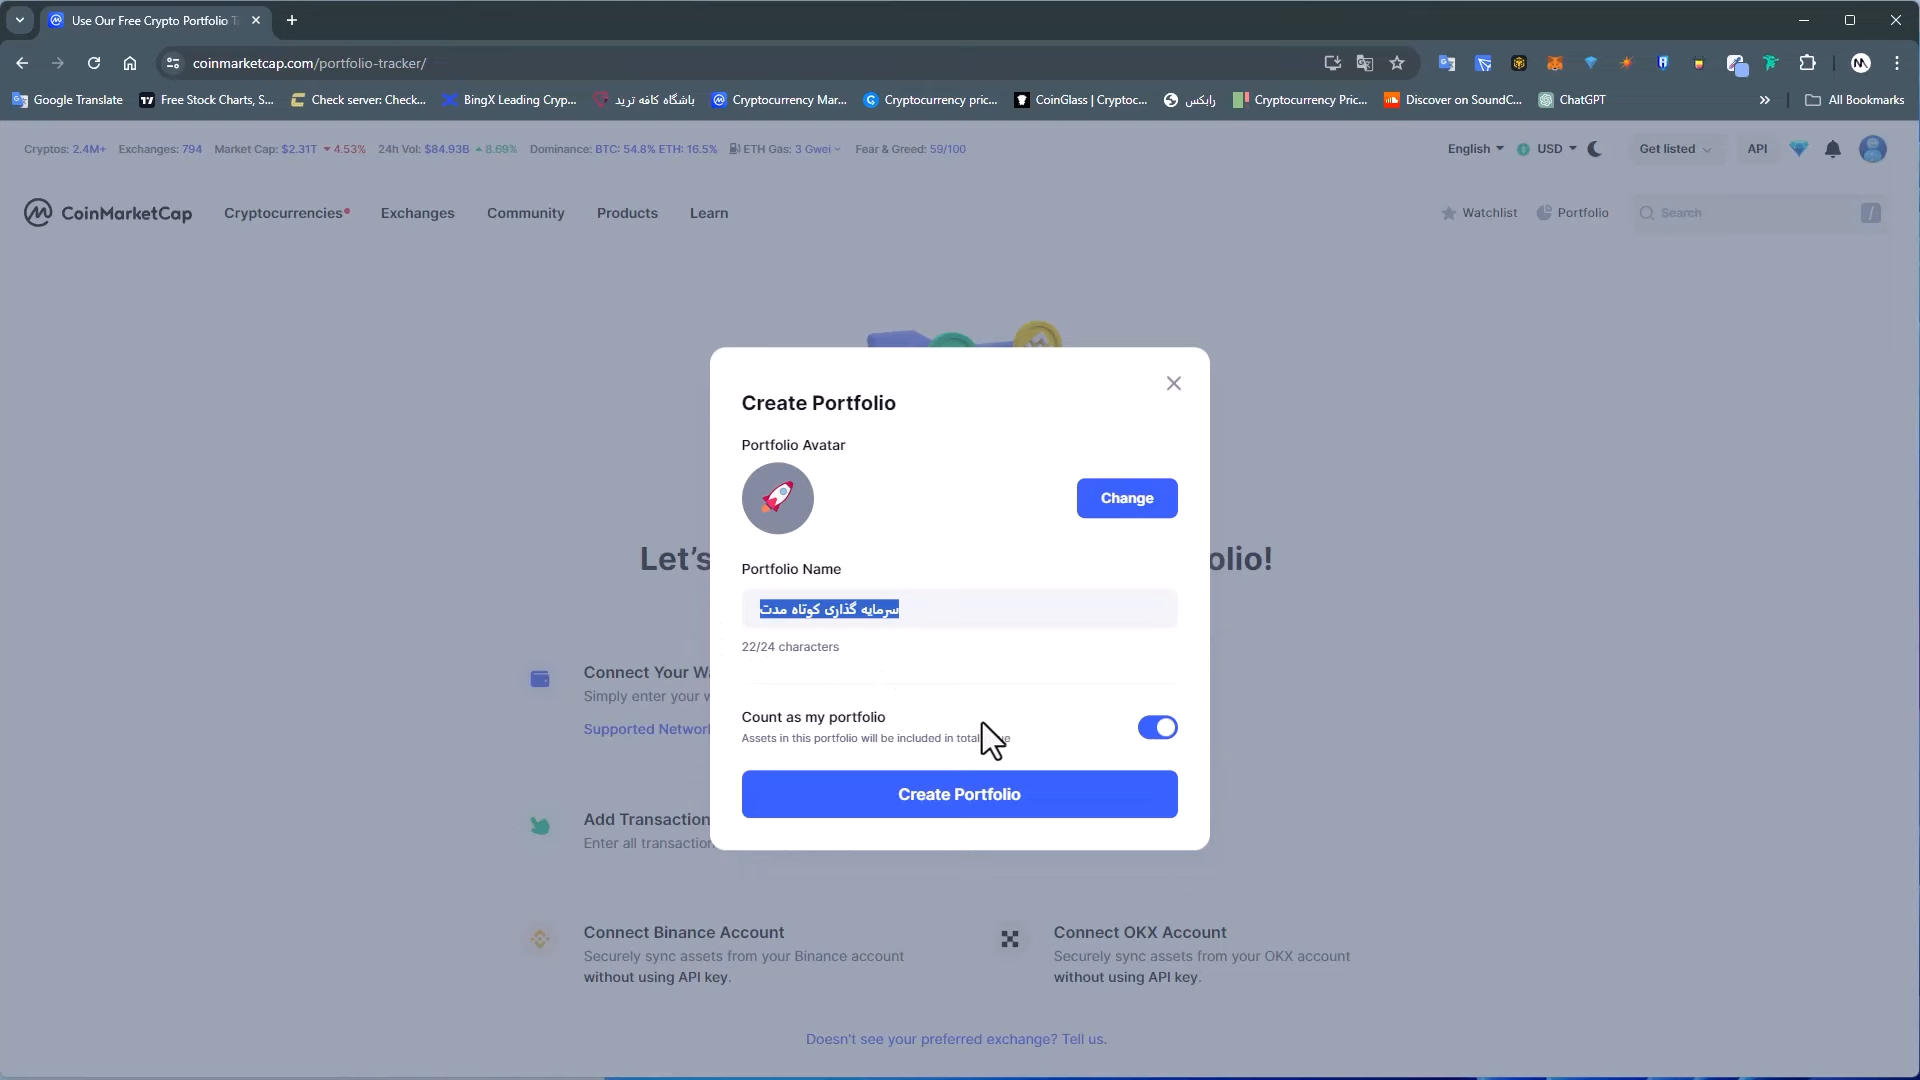 Use Our Free Crypto Portfolio T
coinmarketcap.com/portfolio-tracker/
Google Translate
Free Stock Charts, S...
Check server: Check...
BingX Leading Cryp...
باشگاه کافه ترید
Cryptocurrency Mar...
Cryptocurrency pric...
CoinGlass | Cryptoc...
رابکس
Cryptocurrency Pric...
Discover on SoundC...
ChatGPT
All Bookmarks
Cryptos: 2.4M+ Exchanges: 794 Market Cap: $2.31T 4.53% 24h Vol: $84.93B 8.69% Dominance: BTC: 54.8% ETH: 16.5% ETH Gas: 3 Gwei Fear & Greed: 59/100
English USD Get listed API
CoinMarketCap Cryptocurrencies Exchanges Community Products Learn
Watchlist Portfolio Search /
Create Portfolio
Portfolio Avatar
Change
Let's
olio!
Portfolio Name
سرمایه گذاری کوتاه مدت
22/24 characters
Connect Your Wa
Simply enter your w
Supported Networ
Count as my portfolio
Assets in this portfolio will be included in total
Create Portfolio
Add Transaction
Enter all transaction
Connect Binance Account
Securely sync assets from your Binance account
without using API key.
Connect OKX Account
Securely sync assets from your OKX account
without using API key.
Doesn't see your preferred exchange? Tell us.